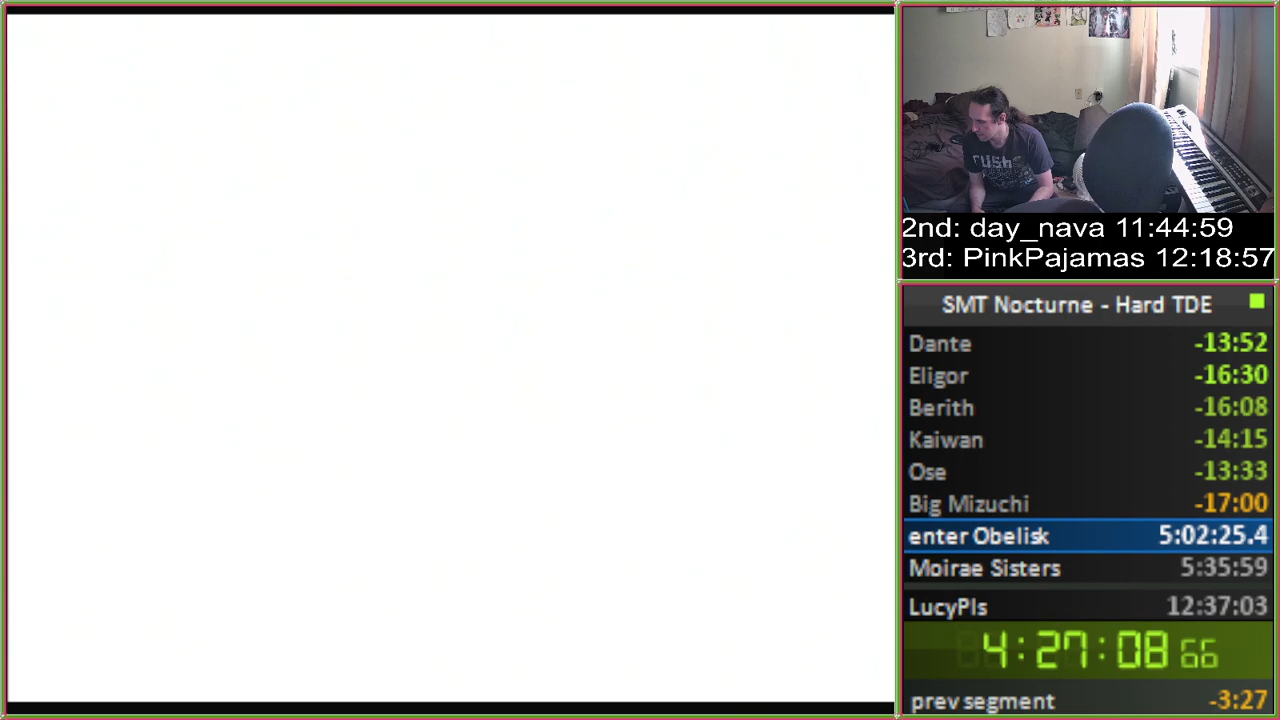 rush
2nd: day_nava 11:44:59
3rd: PinkPajamas 12:18:57
SMT Nocturne - Hard TDE
Dante -13:52
Eligor -16:30
Berith -16:08
Kaiwan -14:15
Ose -13:33
Big Mizuchi -17:00
enter Obelisk 5:02:25.4
Moirae Sisters 5:35:59
LucyPls 12:37:03
4:27:08 66
prev segment -3:27